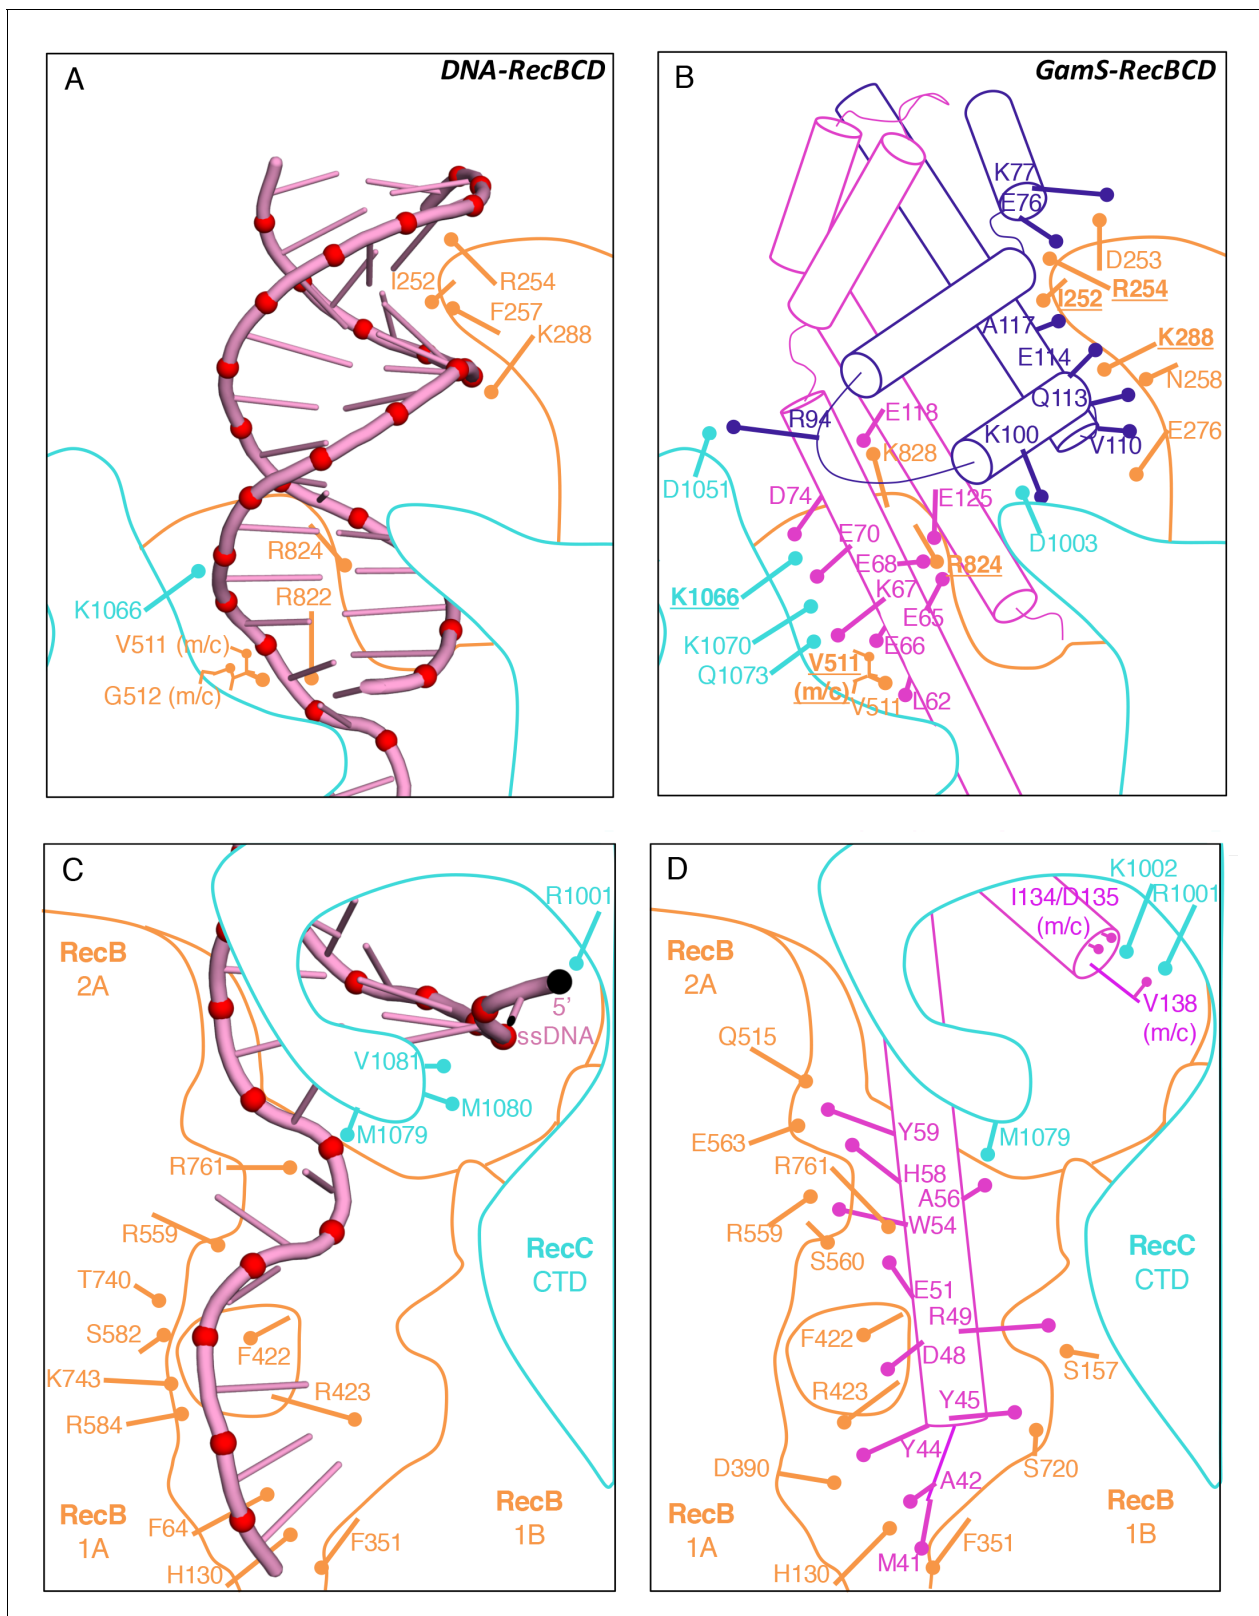 A
DNA-RecBCD
I252
R254
F257
K288
R824
R822
K1066
V511 (m/c)
G512 (m/c)
B
GamS-RecBCD
K77
E76
D253
R254
I252
A117
K288
E114
N258
Q113
R94
E118
K100
V110
E276
K828
D1051
D74
E125
E70
D1003
E68
R824
K1066
K67
E65
K1070
E66
Q1073
V511
(m/c)
V511
L62
C
R1001
RecB
2A
5’
ssDNA
V1081
M1080
M1079
R761
R559
RecC
CTD
T740
S582
F422
K743
R423
R584
RecB
1A
F64
RecB
1B
F351
H130
D
K1002
I134/D135
(m/c)
R1001
RecB
2A
V138
(m/c)
Q515
Y59
M1079
E563
R761
H58
A56
R559
W54
S560
RecC
CTD
E51
R49
F422
D48
S157
R423
Y45
Y44
D390
A42
S720
RecB
1A
RecB
1B
F351
M41
H130